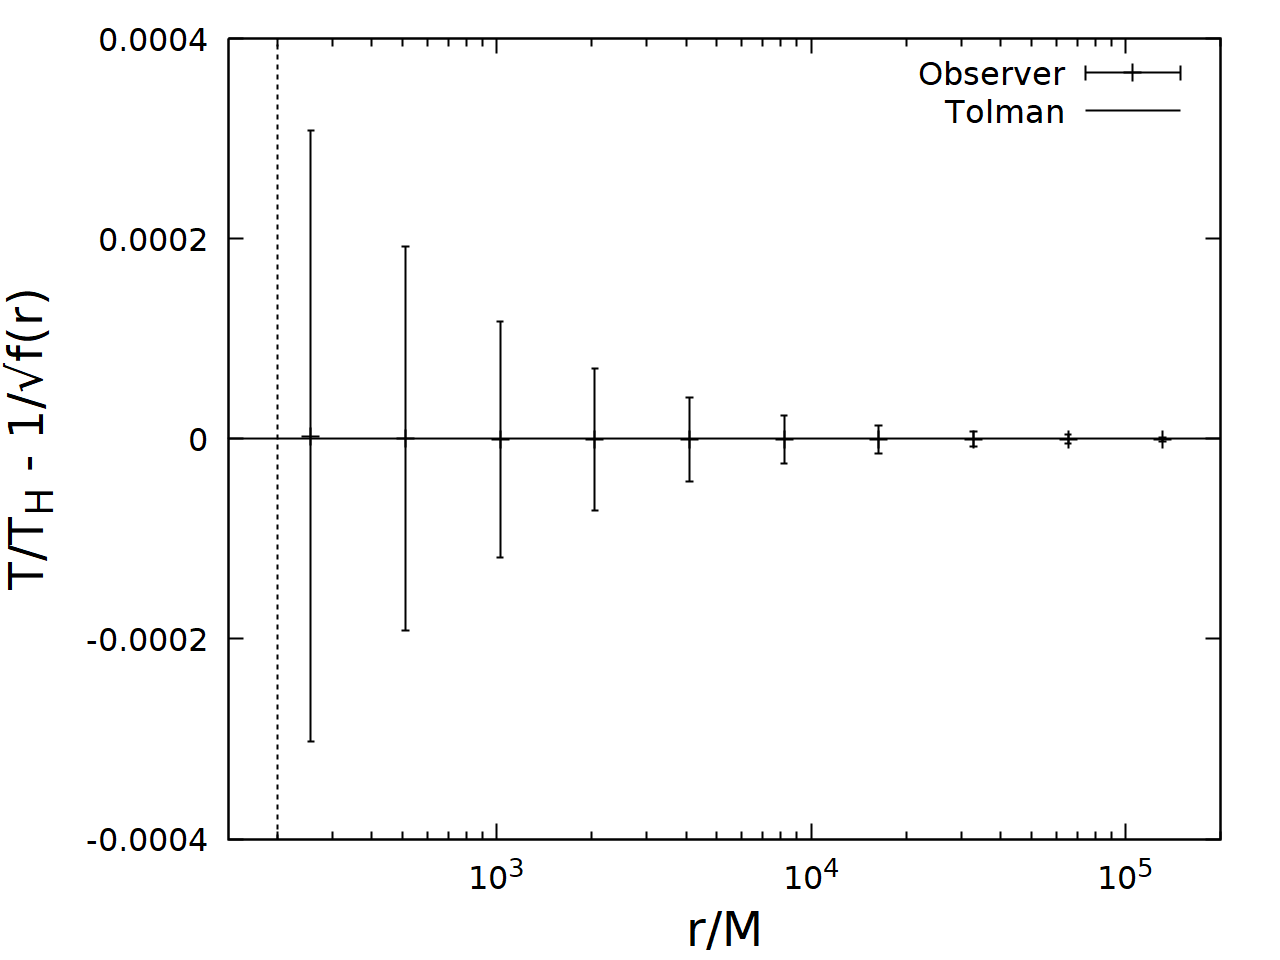 0.0004
0.0002
0
-0.0002
-0.0004
T/T_H - 1/√f(r)
Observer
Tolman
10^3
10^4
10^5
r/M